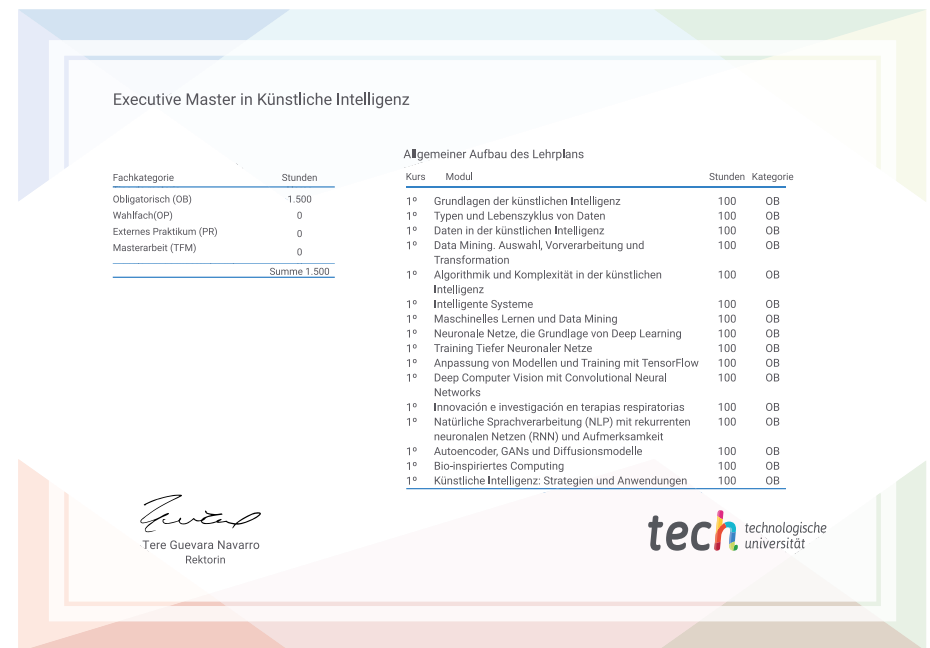 Executive Master in Künstliche Intelligenz
Fachkategorie Stunden
Obligatorisch (OB) 1.500
Wahlfach(OP) 0
Externes Praktikum (PR) 0
Masterarbeit (TFM) 0
Summe 1.500
Allgemeiner Aufbau des Lehrplans
Kurs Modul Stunden Kategorie
1º Grundlagen der künstlichen Intelligenz 100 OB
1º Typen und Lebenszyklus von Daten 100 OB
1º Daten in der künstlichen Intelligenz 100 OB
1º Data Mining. Auswahl, Vorverarbeitung und 100 OB
Transformation
1º Algorithmik und Komplexität in der künstlichen 100 OB
Intelligenz
1º Intelligente Systeme 100 OB
1º Maschinelles Lernen und Data Mining 100 OB
1º Neuronale Netze, die Grundlage von Deep Learning 100 OB
1º Training Tiefer Neuronaler Netze 100 OB
1º Anpassung von Modellen und Training mit TensorFlow 100 OB
1º Deep Computer Vision mit Convolutional Neural 100 OB
Networks
1º Innovación e investigación en terapias respiratorias 100 OB
1º Natürliche Sprachverarbeitung (NLP) mit rekurrenten 100 OB
neuronalen Netzen (RNN) und Aufmerksamkeit
1º Autoencoder, GANs und Diffusionsmodelle 100 OB
1º Bio-inspiriertes Computing 100 OB
1º Künstliche Intelligenz: Strategien und Anwendungen 100 OB
Tere Guevara Navarro
Rektorin
tech technologische
universität